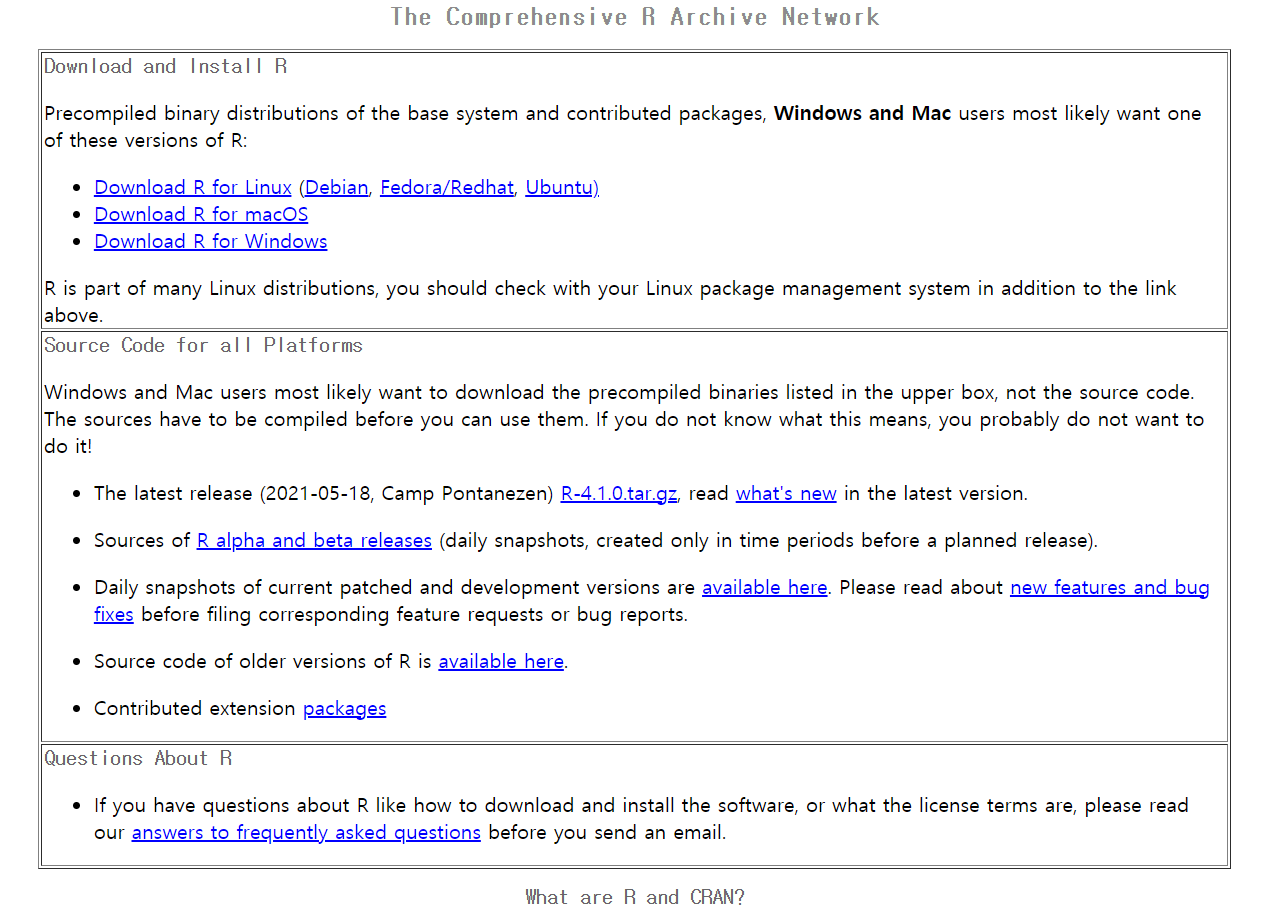 The Comprehensive R Archive Network
Download and Install R
Precompiled binary distributions of the base system and contributed packages, Windows and Mac users most likely want one
of these versions of R:
Download R for Linux (Debian, Fedora/Redhat, Ubuntu)
Download R for macOS
Download R for Windows
R is part of many Linux distributions, you should check with your Linux package management system in addition to the link
above.
Source Code for all Platforms
Windows and Mac users most likely want to download the precompiled binaries listed in the upper box, not the source code.
The sources have to be compiled before you can use them. If you do not know what this means, you probably do not want to
do it!
The latest release (2021-05-18, Camp Pontanezen) R-4.1.0.tar.gz, read what's new in the latest version.
Sources of R alpha and beta releases (daily snapshots, created only in time periods before a planned release).
Daily snapshots of current patched and development versions are available here. Please read about new features and bug
fixes before filing corresponding feature requests or bug reports.
Source code of older versions of R is available here.
Contributed extension packages
Questions About R
If you have questions about R like how to download and install the software, or what the license terms are, please read
our answers to frequently asked questions before you send an email.
What are R and CRAN?